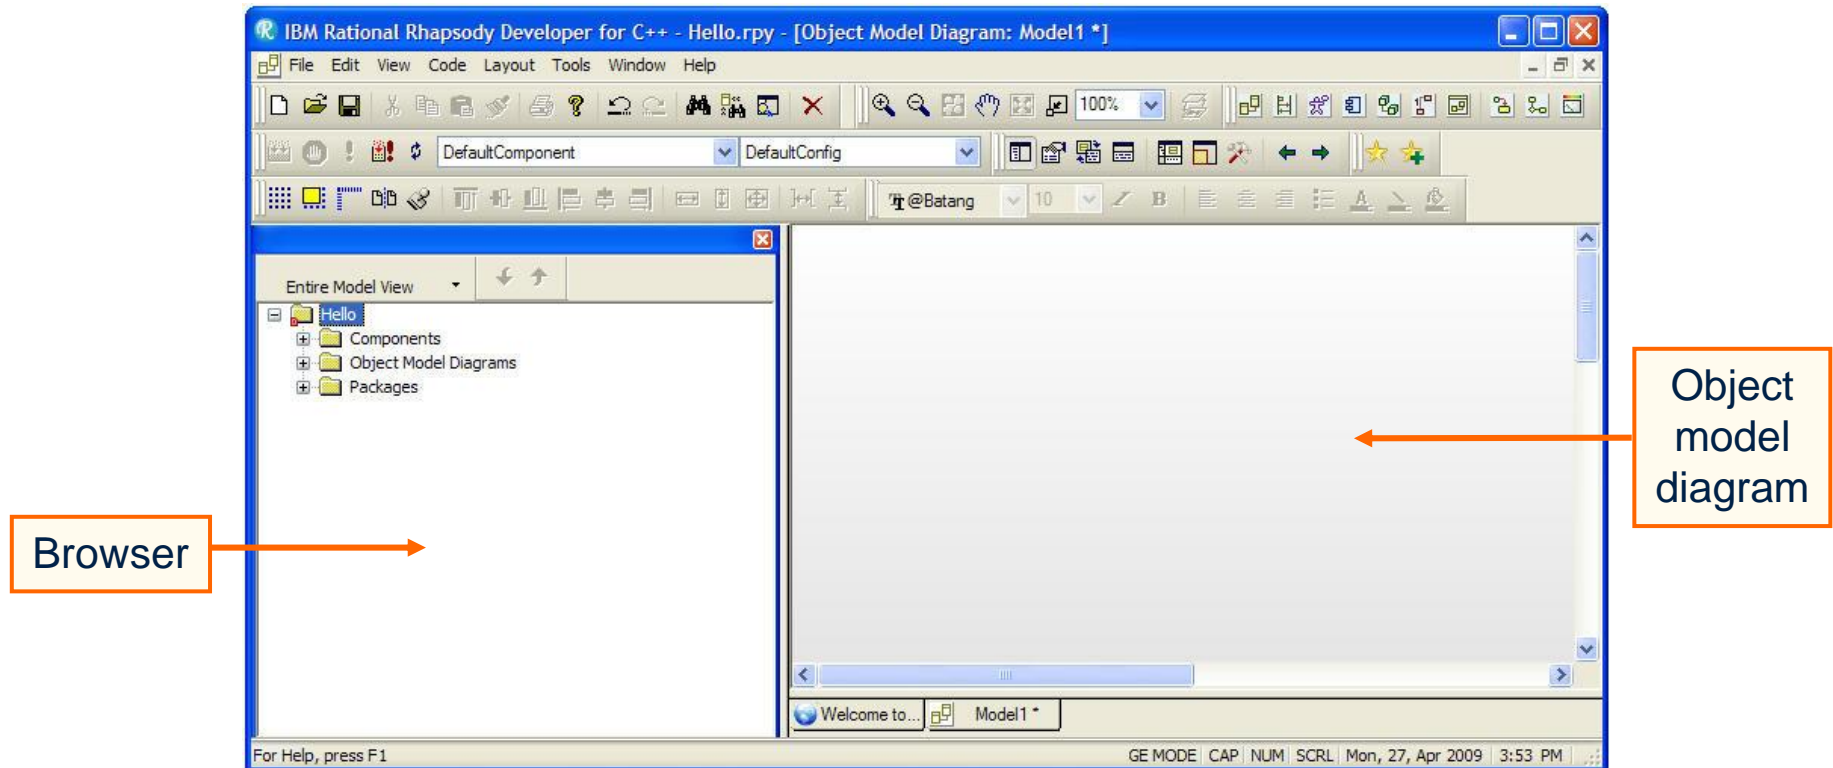 IBM Rational Rhapsody Developer for C++ - Hello.rpy - [Object Model Diagram: Model1 *]
File Edit View Code Layout Tools Window Help
100%
DefaultComponent DefaultConfig
@Batang 10 I B A
Entire Model View
Hello
Components
Object Model Diagrams
Packages
Object
model
diagram
Browser
Welcome to... Model1 *
For Help, press F1 GE MODE CAP NUM SCRL Mon, 27, Apr 2009 3:53 PM